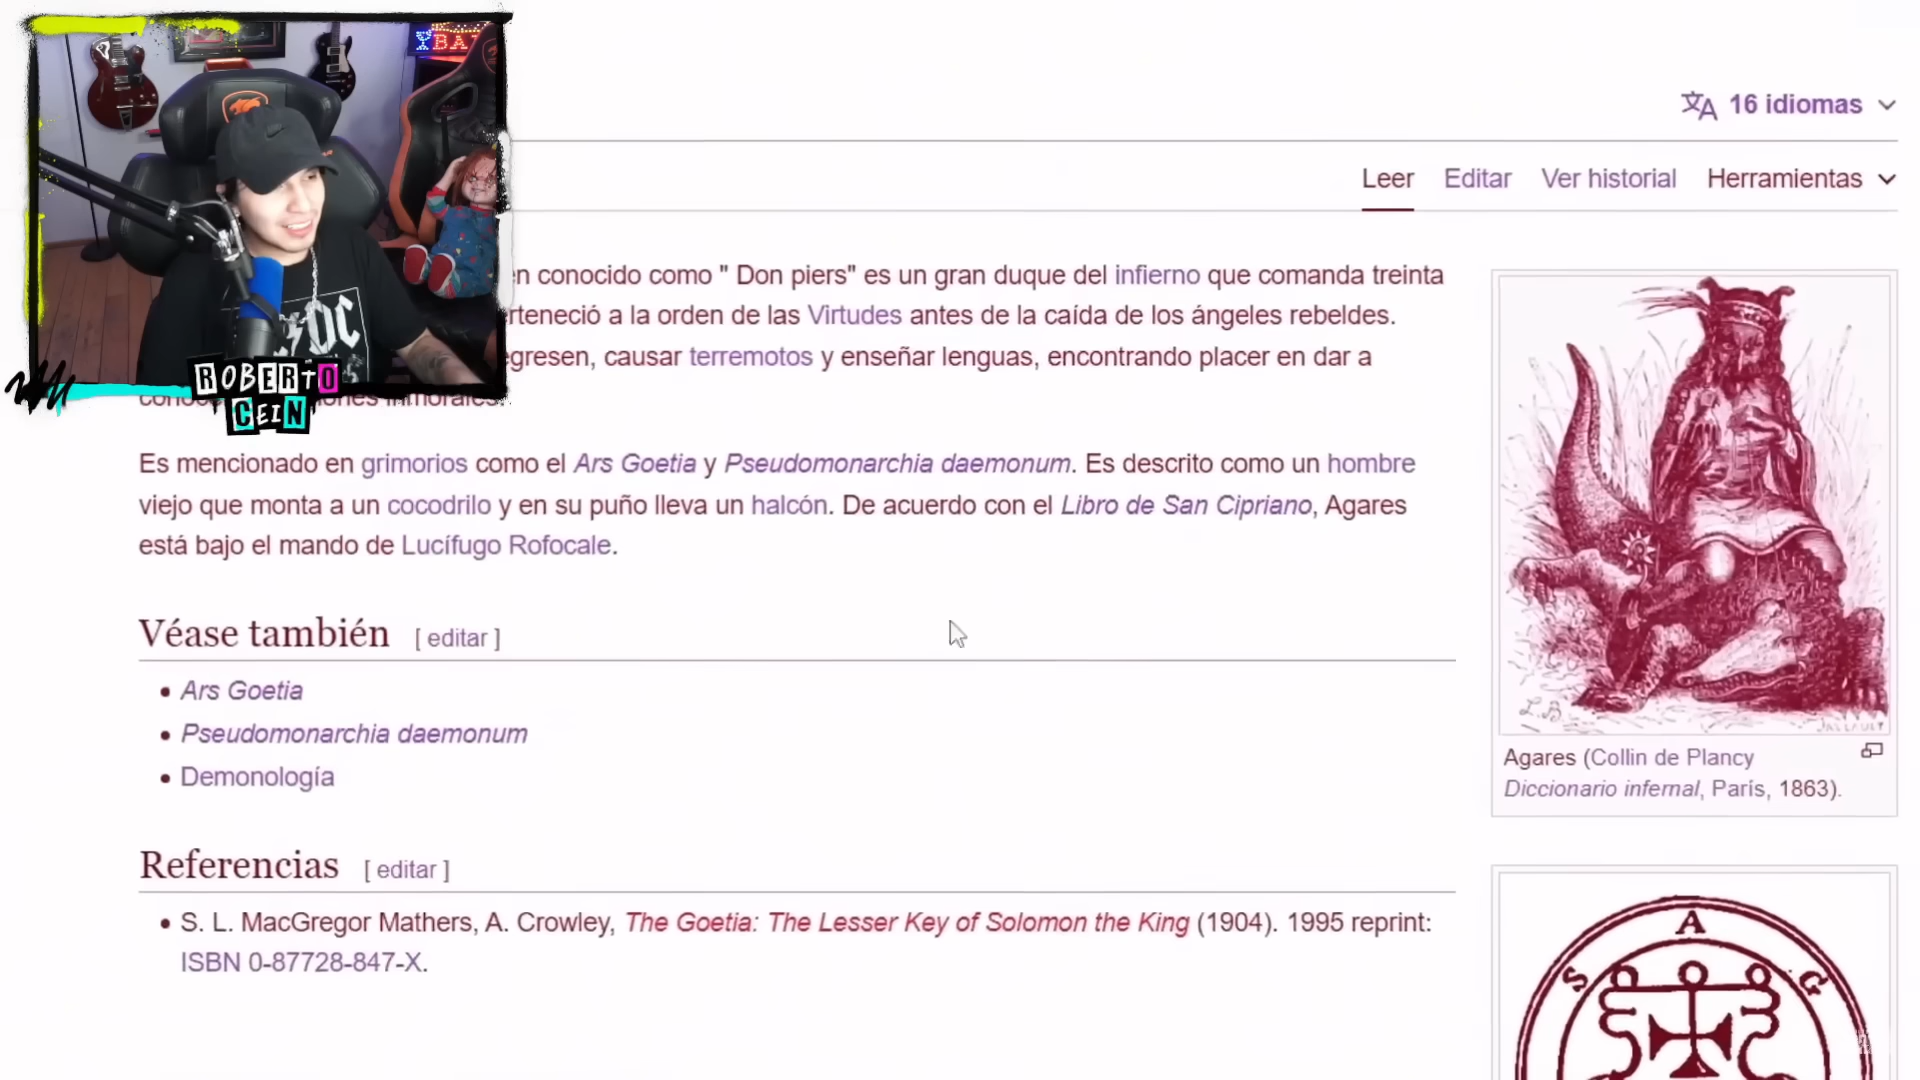 BA
ROBERTO
CEIN
16 idiomas
Leer Editar Ver historial Herramientas
en conocido como " Don piers" es un gran duque del infierno que comanda treinta
rteneció a la orden de las Virtudes antes de la caída de los ángeles rebeldes.
egresen, causar terremotos y enseñar lenguas, encontrando placer en dar a
iones inmorales.
Es mencionado en grimorios como el Ars Goetia y Pseudomonarchia daemonum. Es descrito como un hombre
viejo que monta a un cocodrilo y en su puño lleva un halcón. De acuerdo con el Libro de San Cipriano, Agares
está bajo el mando de Lucífugo Rofocale.
Véase también [ editar ]
• Ars Goetia
• Pseudomonarchia daemonum
• Demonología
Referencias [ editar ]
• S. L. MacGregor Mathers, A. Crowley, The Goetia: The Lesser Key of Solomon the King (1904). 1995 reprint:
ISBN 0-87728-847-X.
Agares (Collin de Plancy
Diccionario infernal, París, 1863).
S A G